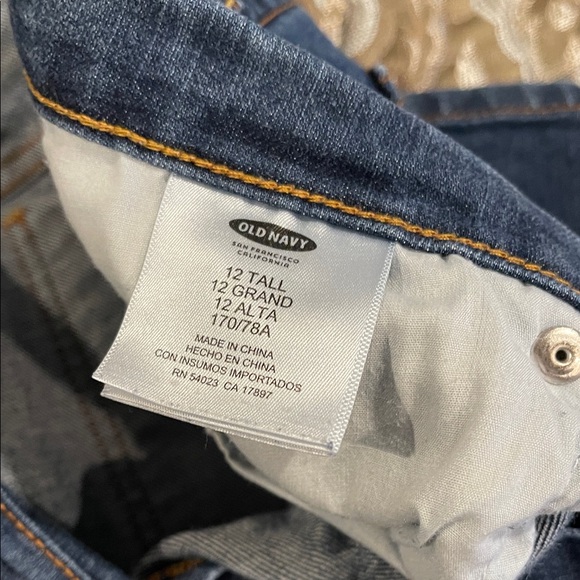 OLD NAVY
SAN FRANCISCO
CALIFORNIA
12 TALL
12 GRAND
12 ALTA
170/78A
MADE IN CHINA
HECHO EN CHINA
CON INSUMOS IMPORTADOS
RN 54023 CA 17897